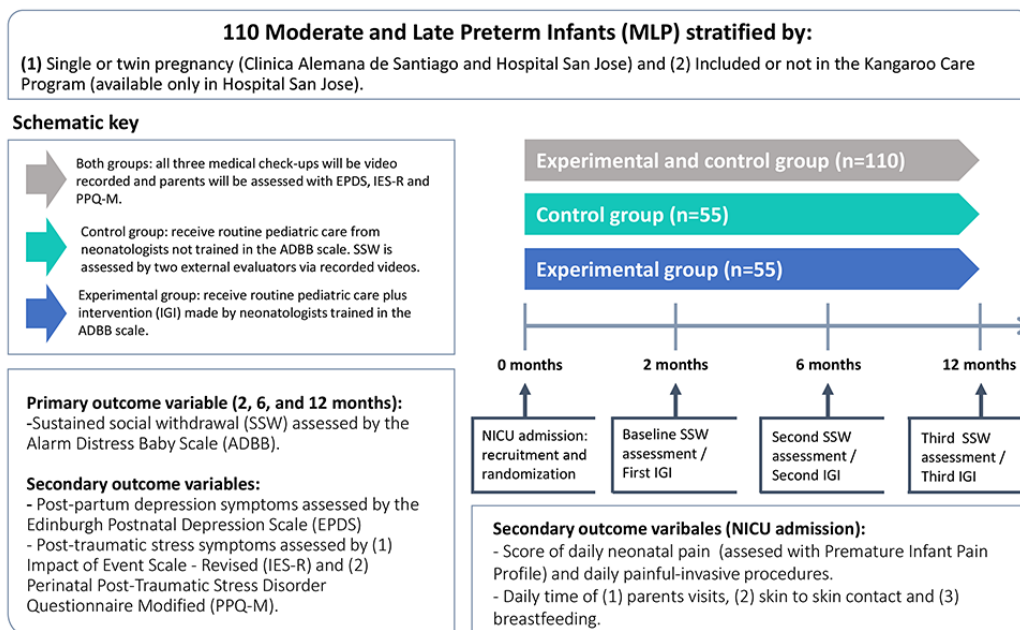 110 Moderate and Late Preterm Infants (MLP) stratified by:
(1) Single or twin pregnancy (Clinica Alemana de Santiago and Hospital San Jose) and (2) Included or not in the Kangaroo Care
Program (available only in Hospital San Jose).
Schematic key
Both groups: all three medical check-ups will be video
recorded and parents will be assessed with EPDS, IES-R and
PPQ-M.
Control group: receive routine pediatric care from
neonatologists not trained in the ADBB scale. SSW is
assessed by two external evaluators via recorded videos.
Experimental group: receive routine pediatric care plus
intervention (IGI) made by neonatologists trained in the
ADBB scale.
Experimental and control group (n=110)
Control group (n=55)
Experimental group (n=55)
0 months
2 months
6 months
12 months
NICU admission:
recruitment and
randomization
Baseline SSW
assessment /
First IGI
Second SSW
assessment /
Second IGI
Third SSW
assessment /
Third IGI
Primary outcome variable (2, 6, and 12 months):
-Sustained social withdrawal (SSW) assessed by the
Alarm Distress Baby Scale (ADBB).
Secondary outcome variables:
- Post-partum depression symptoms assessed by the
Edinburgh Postnatal Depression Scale (EPDS)
- Post-traumatic stress symptoms assessed by (1)
Impact of Event Scale - Revised (IES-R) and (2)
Perinatal Post-Traumatic Stress Disorder
Questionnaire Modified (PPQ-M).
Secondary outcome varibales (NICU admission):
- Score of daily neonatal pain (assesed with Premature Infant Pain
Profile) and daily painful-invasive procedures.
- Daily time of (1) parents visits, (2) skin to skin contact and (3)
breastfeeding.